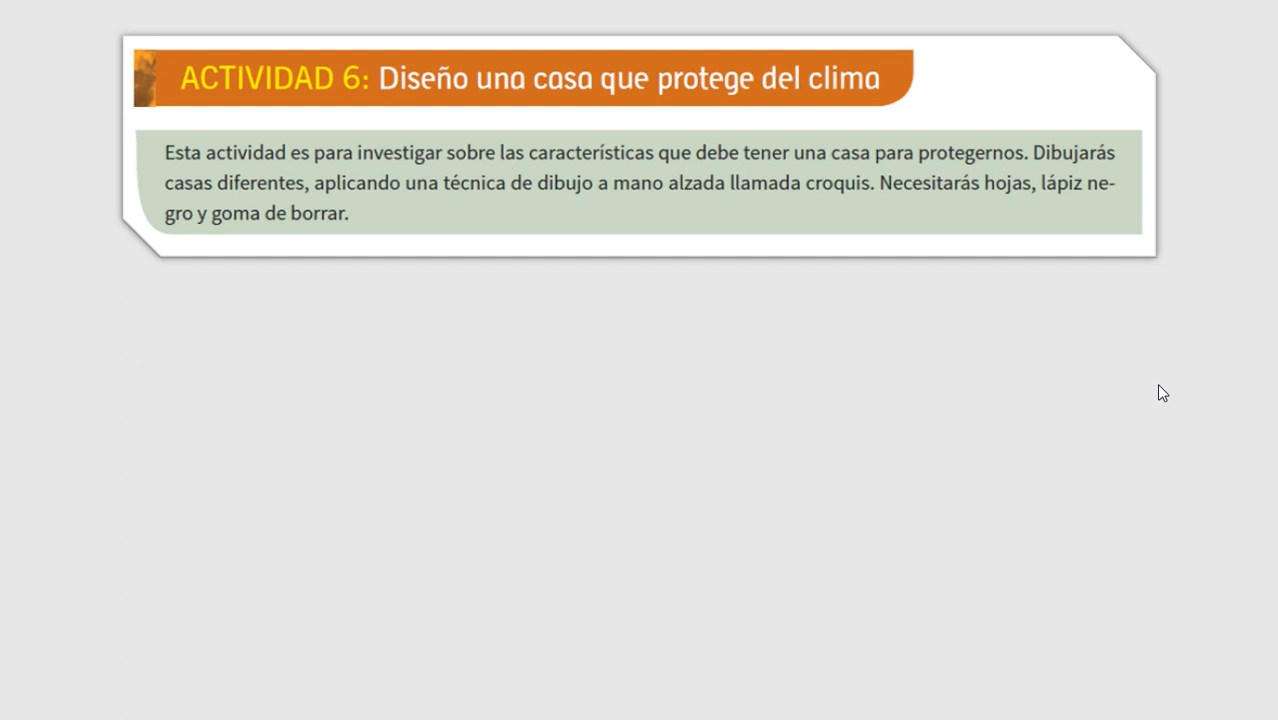 ACTIVIDAD 6: Diseño una casa que protege del clima
Esta actividad es para investigar sobre las características que debe tener una casa para protegernos. Dibujarás
casas diferentes, aplicando una técnica de dibujo a mano alzada llamada croquis. Necesitarás hojas, lápiz ne-
gro y goma de borrar.